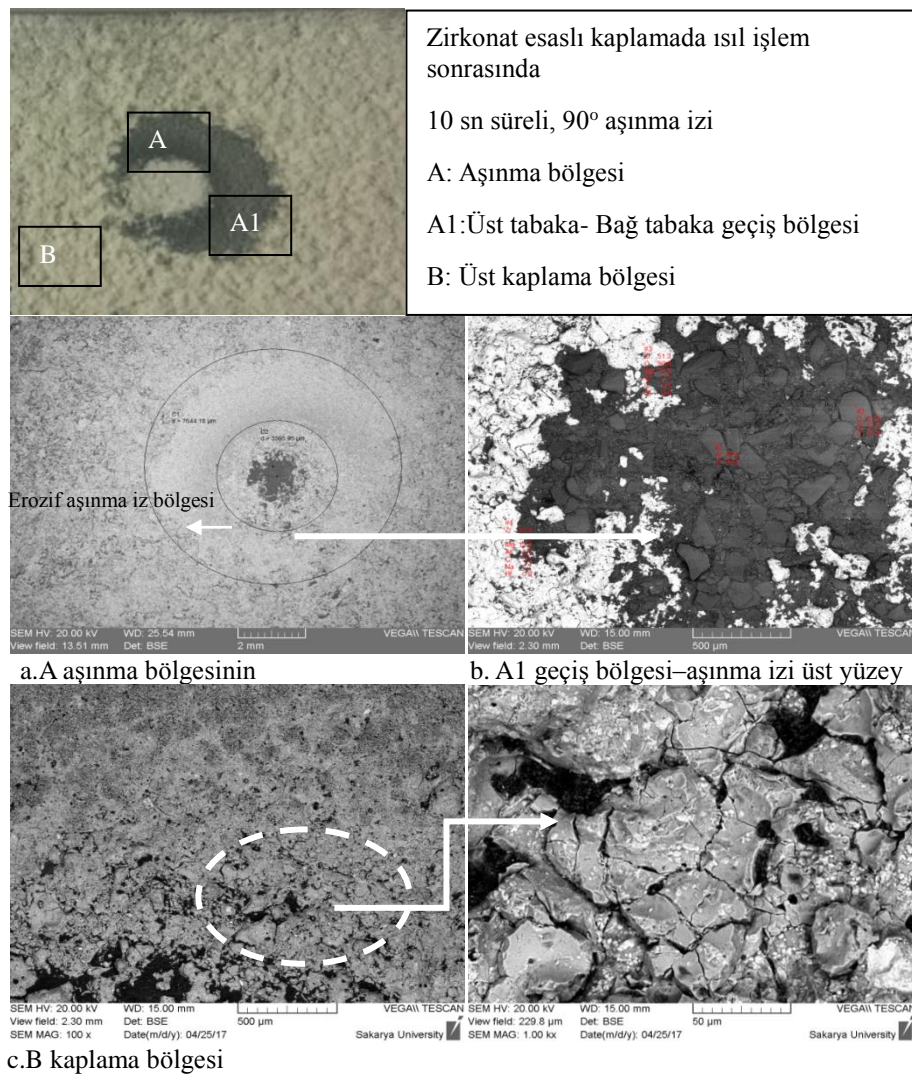 Zirkonat esaslı kaplamada ısıl işlem
sonrasında
10 sn süreli, 90° aşınma izi
A: Aşınma bölgesi
A1:Üst tabaka- Bağ tabaka geçiş bölgesi
B: Üst kaplama bölgesi
A
A1
B
Erozif aşınma iz bölgesi
SEM HV: 20.00 kV WD: 25.54 mm VEGA\\ TESCAN
View field: 13.51 mm Det: BSE 2 mm
SEM HV: 20.00 kV WD: 15.00 mm VEGA\\ TESCAN
View field: 2.30 mm Det: BSE 500 µm
a.A aşınma bölgesinin
b. A1 geçiş bölgesi–aşınma izi üst yüzey
SEM HV: 20.00 kV WD: 15.00 mm VEGA\\ TESCAN
View field: 2.30 mm Det: BSE 500 µm
SEM MAG: 100 x Date(m/d/y): 04/25/17 Sakarya University
SEM HV: 20.00 kV WD: 15.00 mm VEGA\\ TESCAN
View field: 229.8 µm Det: BSE 50 µm
SEM MAG: 1.00 kx Date(m/d/y): 04/25/17 Sakarya University
c.B kaplama bölgesi